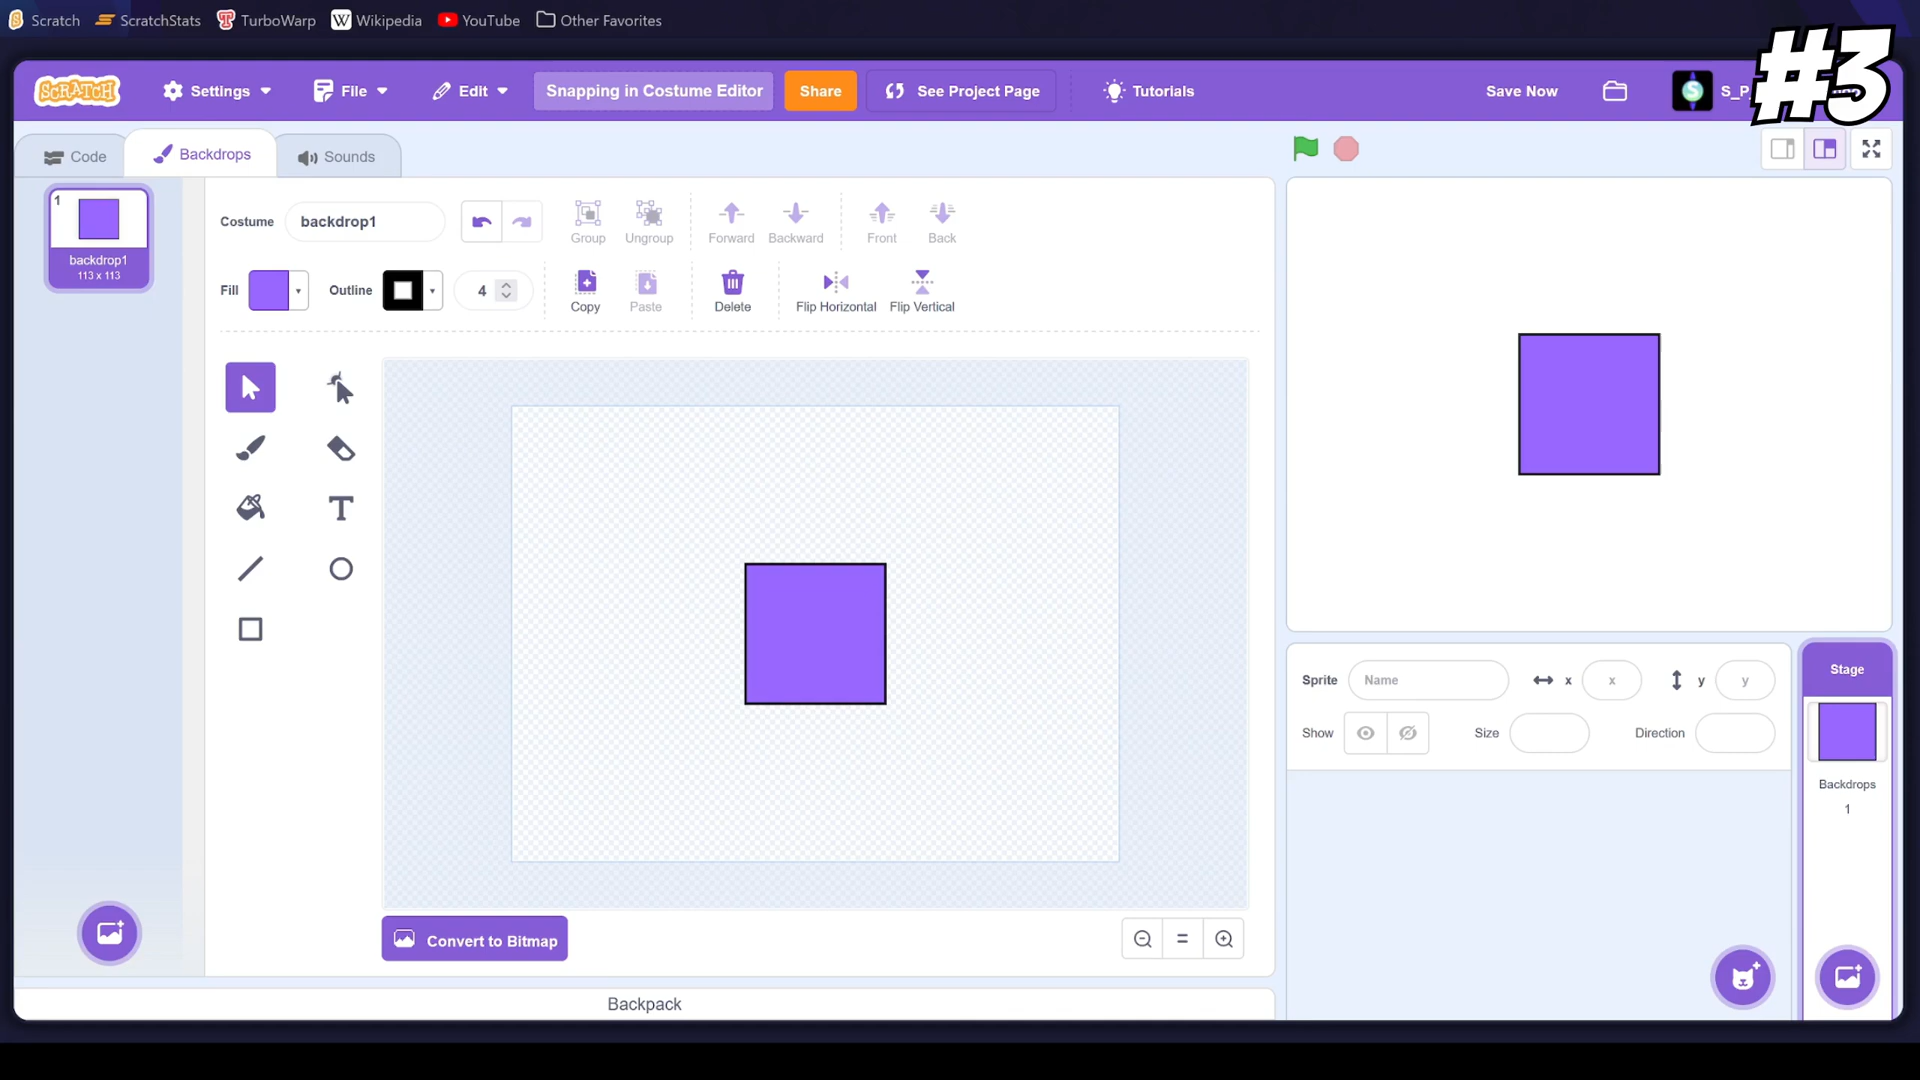 Scratch ScratchStats TurboWarp Wikipedia YouTube Other Favorites
#3
SCRATCH Settings File Edit Snapping in Costume Editor Share See Project Page Tutorials Save Now S_P
Code Backdrops Sounds
1
backdrop1
113 x 113
Costume backdrop1 Group Ungroup Forward Backward Front Back
Fill Outline 4 Copy Paste Delete Flip Horizontal Flip Vertical
T
Convert to Bitmap
Backpack
Sprite Name x x y y
Show Size Direction
Stage
Backdrops
1